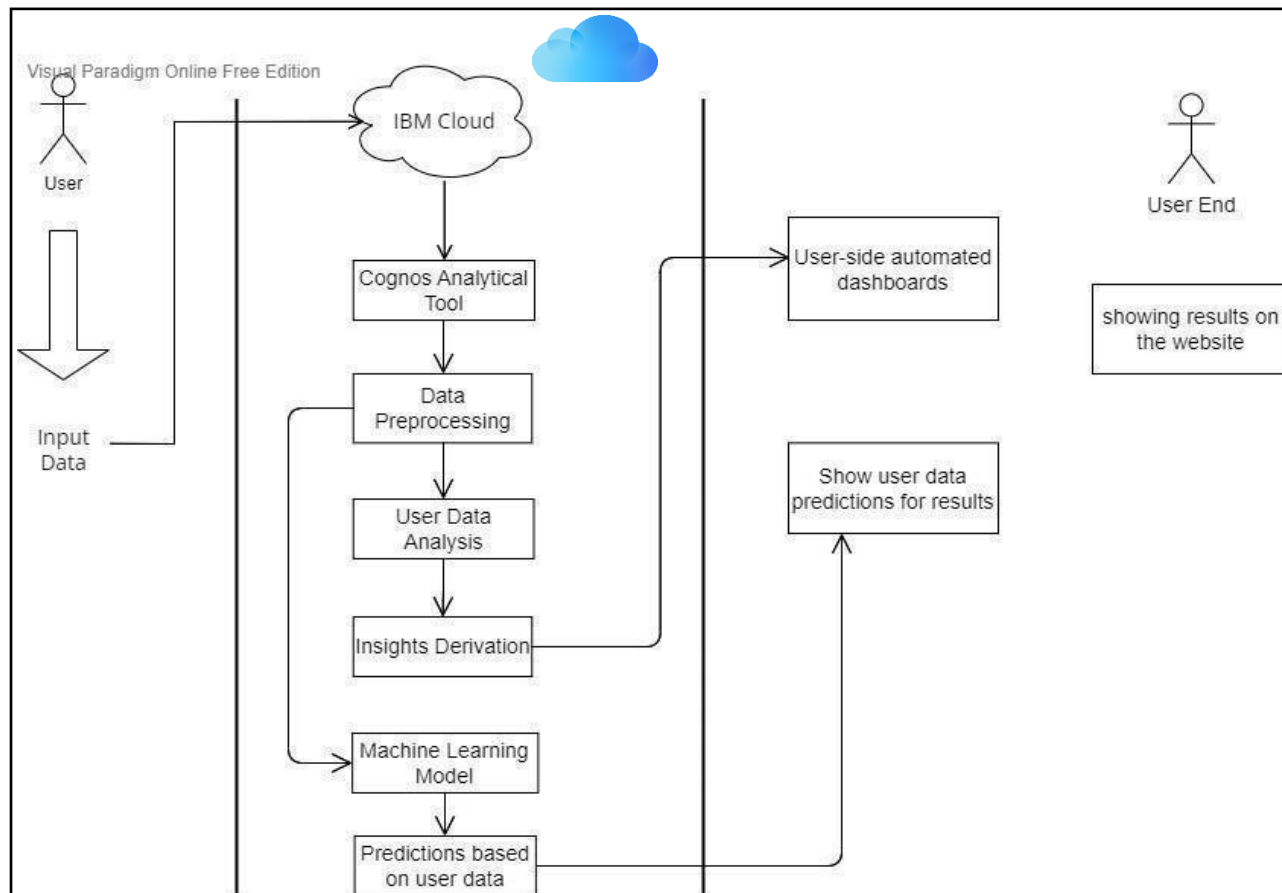 Visual Paradigm Online Free Edition
User
Input
Data
IBM Cloud
Cognos Analytical
Tool
Data
Preprocessing
User Data
Analysis
Insights Derivation
Machine Learning
Model
Predictions based
on user data
User-side automated
dashboards
Show user data
predictions for results
User End
showing results on
the website